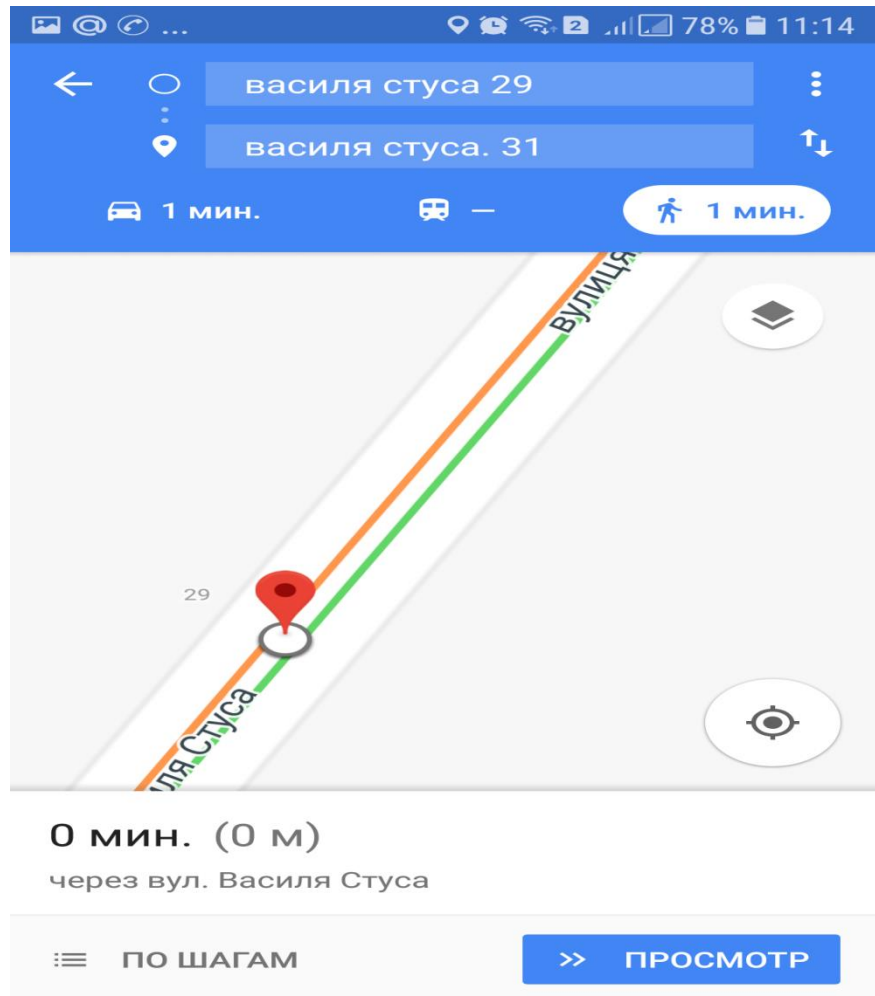 ... 2 78% 11:14
василя стуса 29
василя стуса. 31
1 мин. — 1 мин.
вулиця
29
иля Стуса
0 мин. (0 м)
через вул. Василя Стуса
ПО ШАГАМ ПРОСМОТР